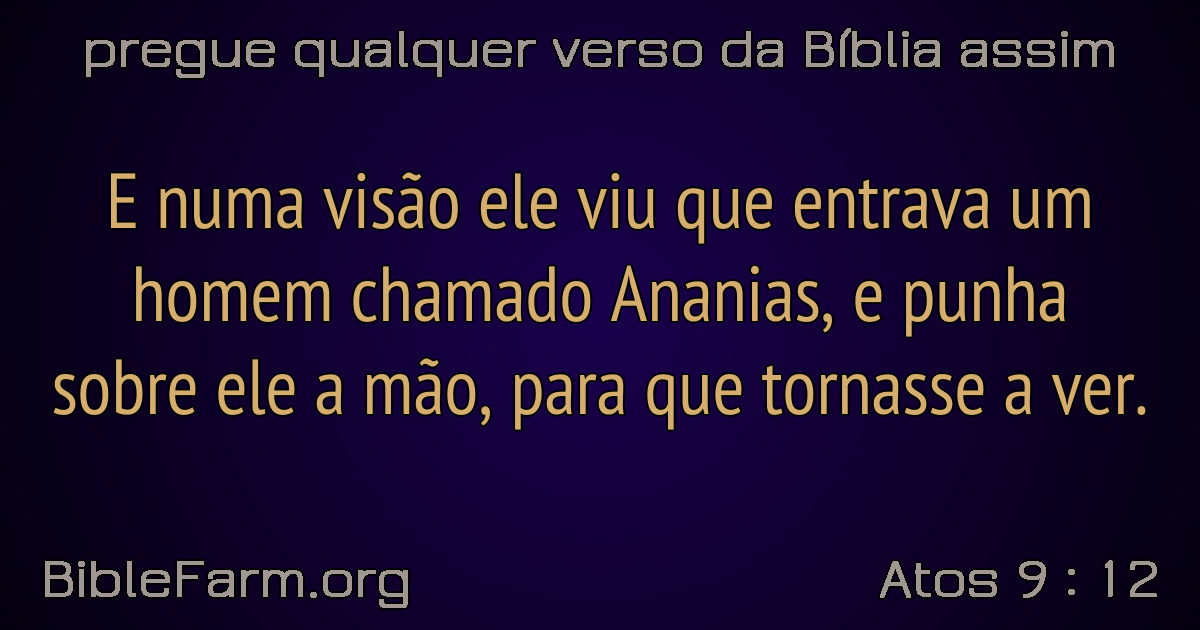 pregue qualquer verso da Bíblia assim
E numa visão ele viu que entrava um
homem chamado Ananias, e punha
sobre ele a mão, para que tornasse a ver.
BibleFarm.org
Atos 9 : 12